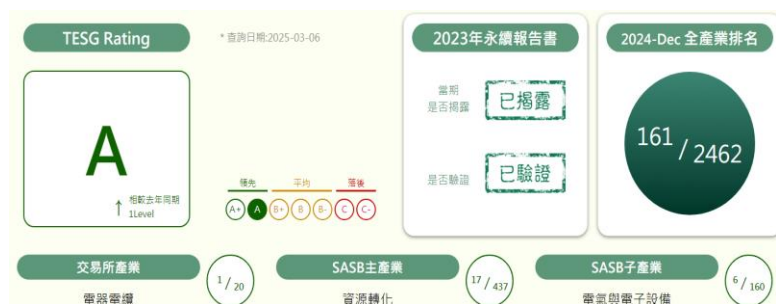 TESG Rating
* 查詢日期:2025-03-06
2023年永續報告書
2024-Dec 全產業排名
A
↑ 相較去年同期
1Level
領先 平均 落後
A+ A B+ B B- C C-
當期
是否揭露
已揭露
是否驗證
已驗證
161 / 2462
交易所產業
1 / 20
電器電纜
SASB主產業
17 / 437
資源轉化
SASB子產業
6 / 160
電氣與電子設備